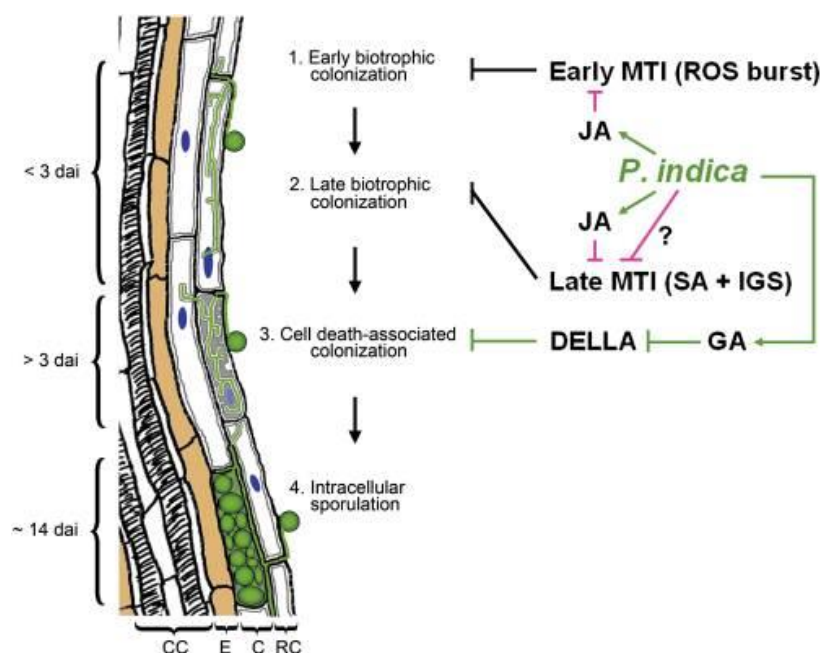 1. Early biotrophic
colonization
2. Late biotrophic
colonization
3. Cell death-associated
colonization
4. Intracellular
sporulation
Early MTI (ROS burst)
JA
P. indica
JA
?
Late MTI (SA + IGS)
DELLA
GA
< 3 dai
> 3 dai
~ 14 dai
CC
E
C
RC